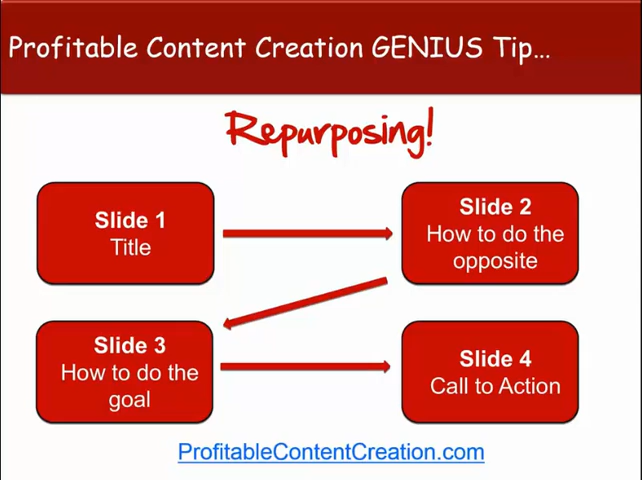 Profitable Content Creation GENIUS Tip...
Repurposing!
Slide 1
Title
Slide 2
How to do the
opposite
Slide 3
How to do the
goal
Slide 4
Call to Action
ProfitableContentCreation.com